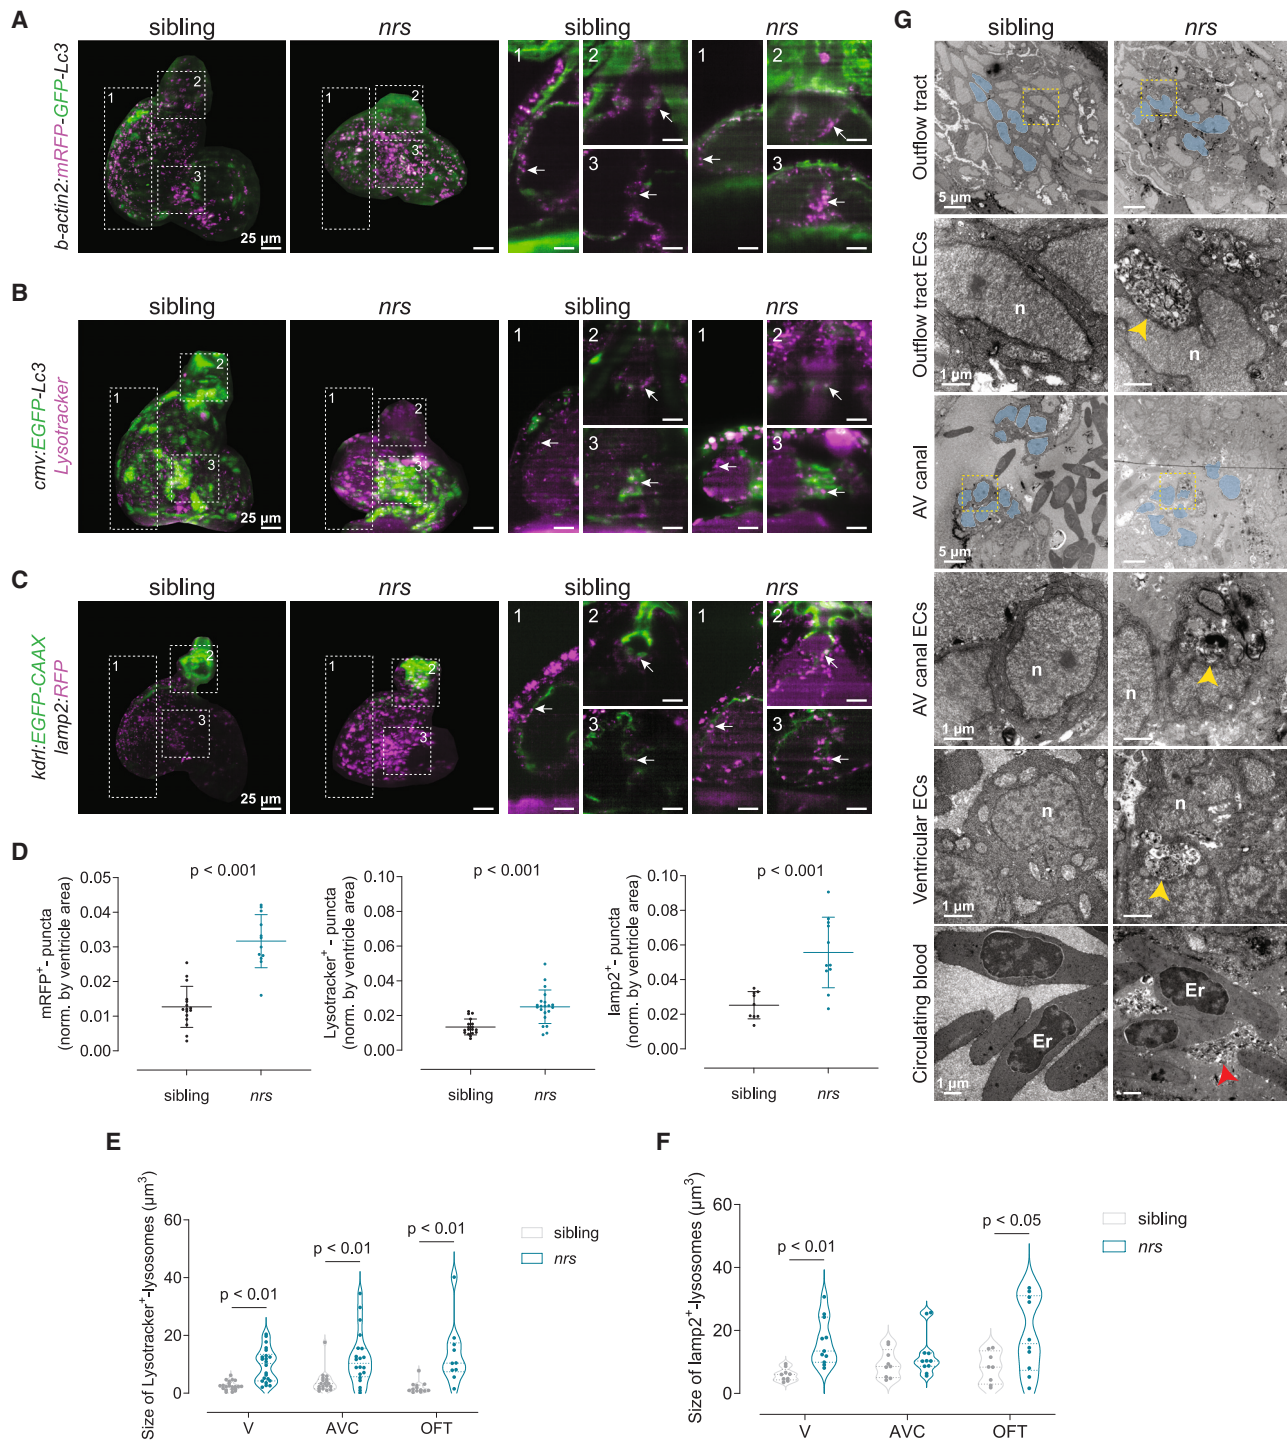 A
sibling
nrs
sibling
nrs
b-actin2:mRFP-GFP-Lc3
1
2
3
25 µm
1
2
3
1
2
3
1
2
3
B
sibling
nrs
sibling
nrs
cmv:EGFP-Lc3
Lysotracker
1
2
3
25 µm
1
2
3
1
2
3
1
2
3
C
sibling
nrs
sibling
nrs
kdrl:EGFP-CAAX
lamp2:RFP
1
2
3
25 µm
1
2
3
1
2
3
1
2
3
D
p < 0.001
mRFP+- puncta
(norm. by ventricle area)
0.05
0.04
0.03
0.02
0.01
0.00
sibling
nrs
p < 0.001
Lysotracker+- puncta
(norm. by ventricle area)
0.10
0.08
0.06
0.04
0.02
0.00
sibling
nrs
p < 0.001
lamp2+- puncta
(norm. by ventricle area)
0.10
0.08
0.06
0.04
0.02
0.00
sibling
nrs
E
Size of Lysotracker+-lysosomes (µm3)
60
40
20
0
p < 0.01
p < 0.01
p < 0.01
V
AVC
OFT
sibling
nrs
F
Size of lamp2+-lysosomes (µm3)
60
40
20
0
p < 0.01
p < 0.05
V
AVC
OFT
sibling
nrs
G
sibling
nrs
Outflow tract
5 µm
Outflow tract ECs
n
1 µm
n
AV canal
5 µm
AV canal ECs
n
1 µm
n
Ventricular ECs
n
1 µm
n
Circulating blood
Er
1 µm
Er